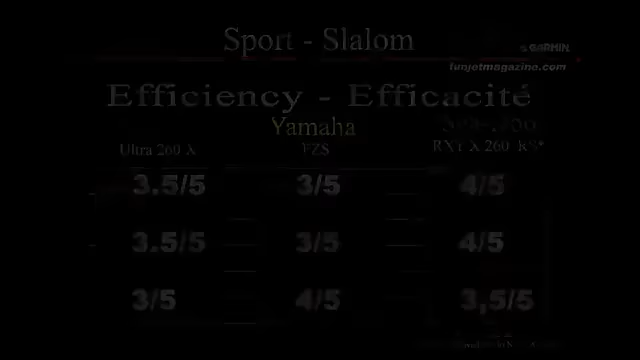 Sport - Slalom
GARMIN
funjetmagazine.com
Efficiency - Efficacité
Yamaha
Ultra 260 X FZS RXT X 260 RS*
3.5/5 3/5 4/5
3.5/5 3/5 4/5
3/5 4/5 3,5/5